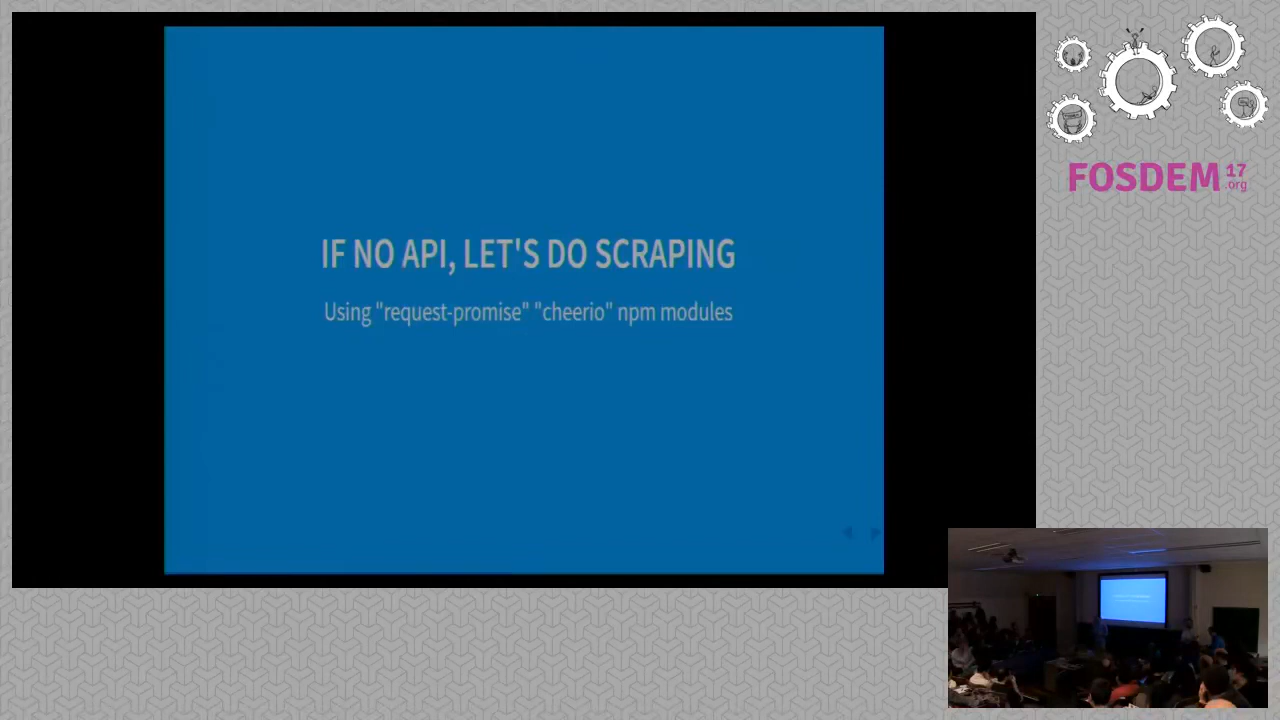 IF NO API, LET'S DO SCRAPING
Using "request-promise" "cheerio" npm modules
FOSDEM 17
.org